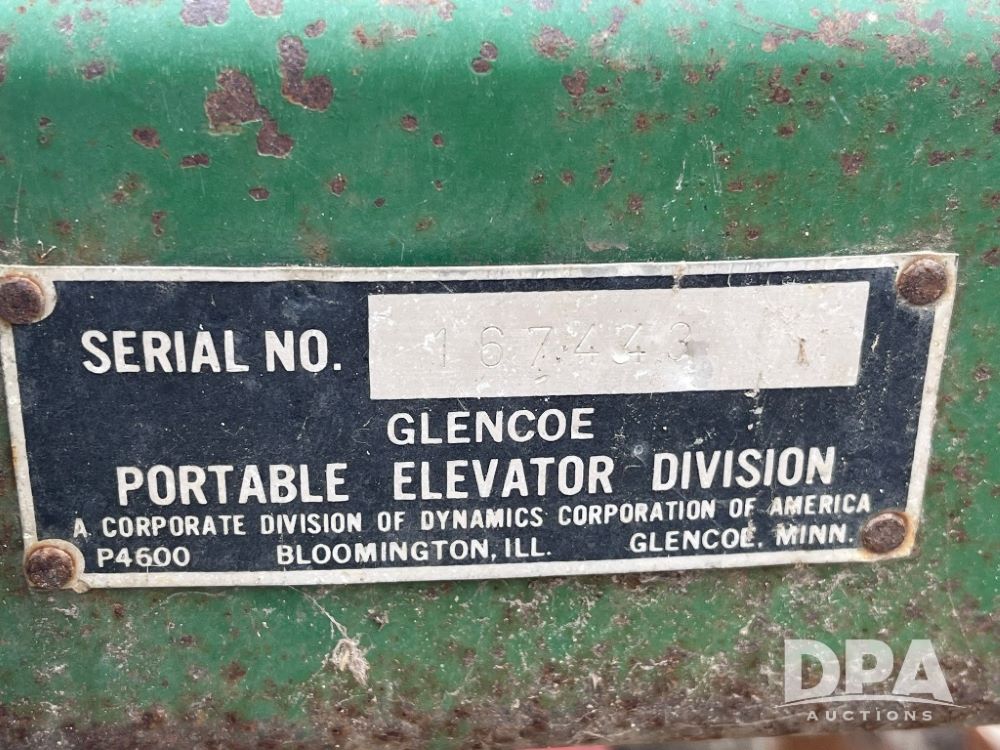 SERIAL NO. 167443
GLENCOE
PORTABLE ELEVATOR DIVISION
A CORPORATE DIVISION OF DYNAMICS CORPORATION OF AMERICA
P4600 BLOOMINGTON, ILL. GLENCOE, MINN.
DPA
AUCTIONS